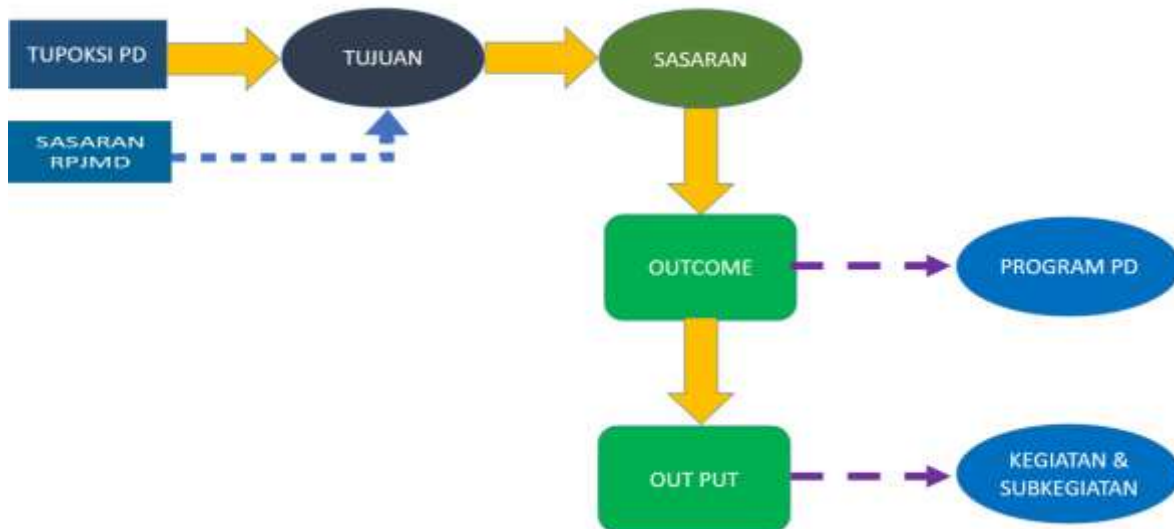 TUPOKSI PD
TUJUAN
SASARAN
SASARAN
RPJMD
OUTCOME
PROGRAM PD
OUT PUT
KEGIATAN &
SUBKEGIATAN